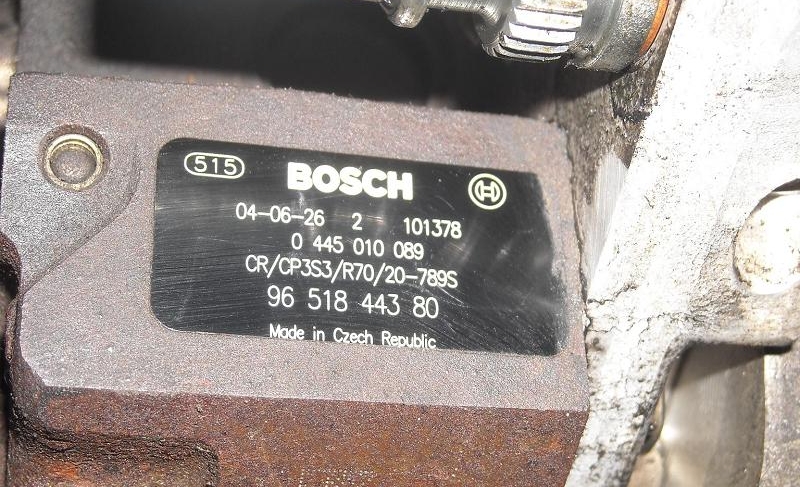 515 BOSCH
04-06-26 2 101378
0 445 010 089
CR/CP3S3/R70/20-789S
96 518 443 80
Made in Czech Republic